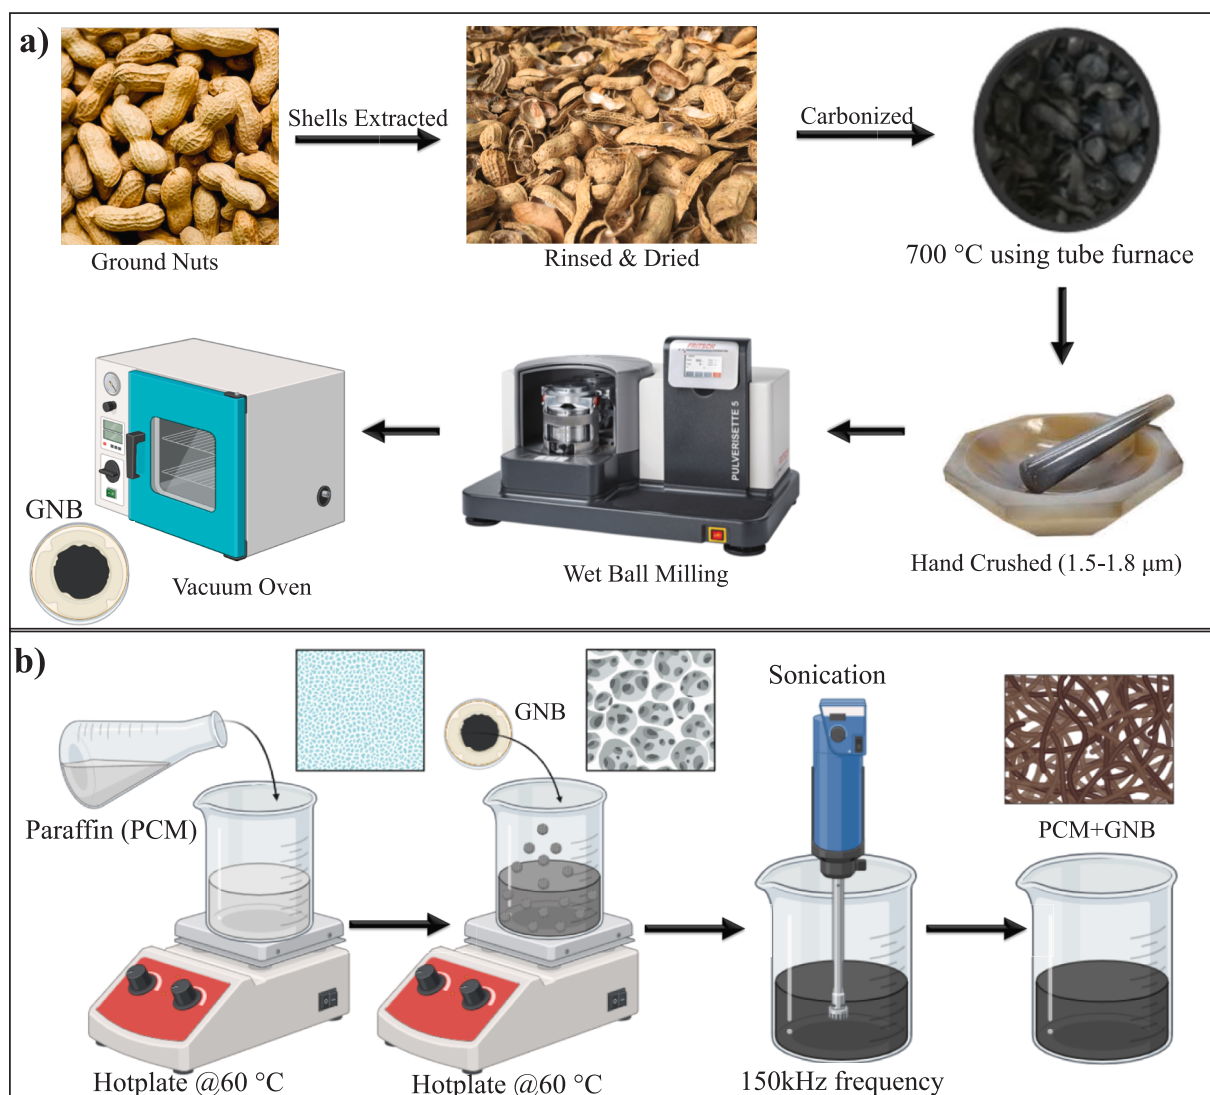 a)
Shells Extracted
Carbonized
Ground Nuts
Rinsed & Dried
700 °C using tube furnace
FRITSCH
PULVERISETTE 5
GNB
Vacuum Oven
Wet Ball Milling
Hand Crushed (1.5-1.8 μm)
b)
Sonication
GNB
Paraffin (PCM)
PCM+GNB
Hotplate @60 °C
Hotplate @60 °C
150kHz frequency